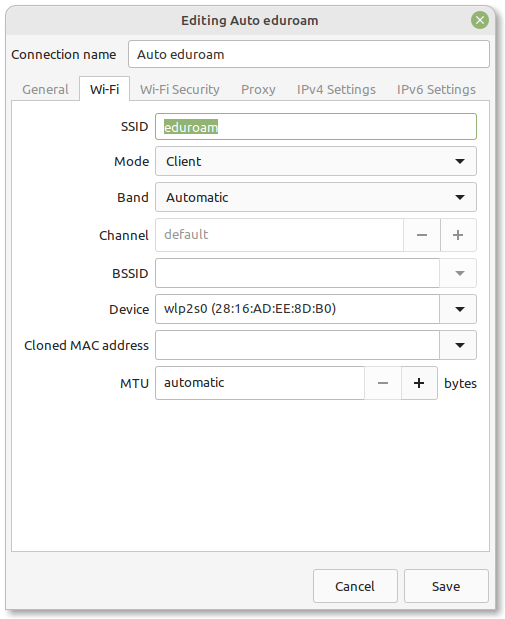 Editing Auto eduroam
Connection name Auto eduroam
General Wi-Fi Wi-Fi Security Proxy IPv4 Settings IPv6 Settings
SSID eduroam
Mode Client
Band Automatic
Channel default
BSSID
Device wlp2s0 (28:16:AD:EE:8D:B0)
Cloned MAC address
MTU automatic bytes
Cancel Save